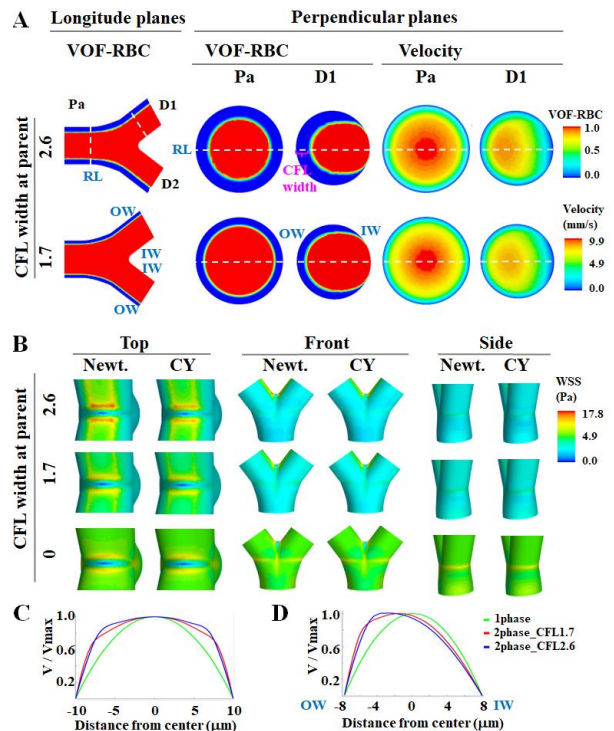 Longitude planes
Perpendicular planes
A
VOF-RBC
VOF-RBC
Velocity
Pa
D1
Pa
D1
CFL width at parent
2.6
1.7
Pa
D1
RL
D2
RL
CFL
width
VOF-RBC
1.0
0.5
0.0
OW
IW
IW
OW
OW
IW
Velocity
(mm/s)
9.9
5.0
0.0
B
Top
Front
Side
Newt.
CY
Newt.
CY
Newt.
CY
CFL width at parent
2.6
1.7
0
WSS
(Pa)
17.8
4.9
0.0
C
V / Vmax
1.0
0.6
0.2
-10
-5
0
5
10
Distance from center (μm)
D
V / Vmax
1.0
0.6
0.2
1phase
2phase_CFL1.7
2phase_CFL2.6
OW
-8
-4
0
4
8
IW
Distance from center (μm)